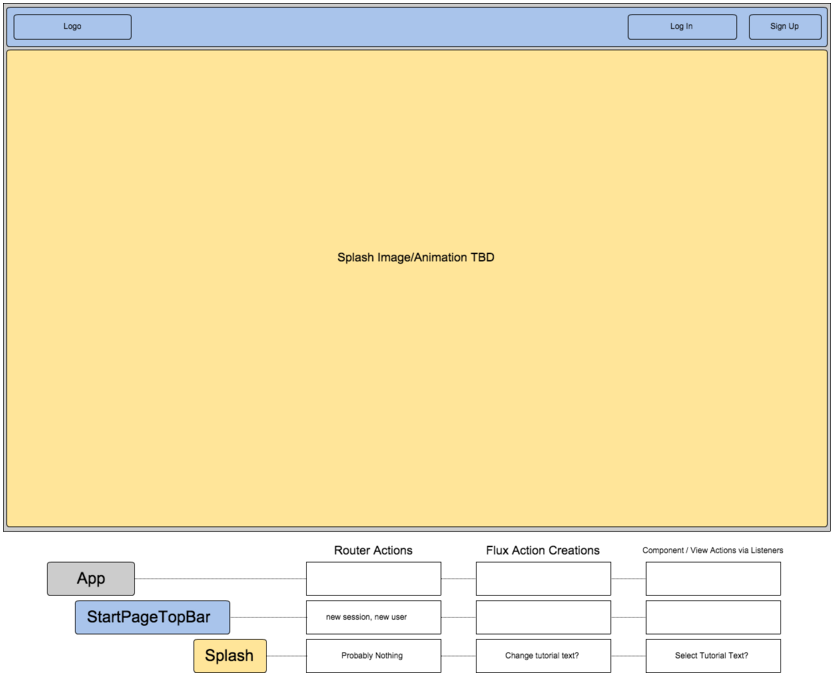 Logo
Log In
Sign Up
Splash Image/Animation TBD
Router Actions
Flux Action Creations
Component / View Actions via Listeners
App
StartPageTopBar
new session, new user
Splash
Probably Nothing
Change tutorial text?
Select Tutorial Text?